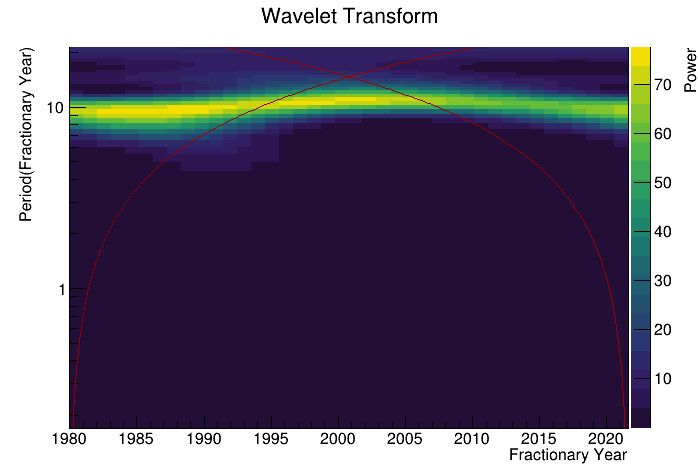 Wavelet Transform
Period(Fractionary Year)
10
1
1980 1985 1990 1995 2000 2005 2010 2015 2020
Fractionary Year
Power
70
60
50
40
30
20
10